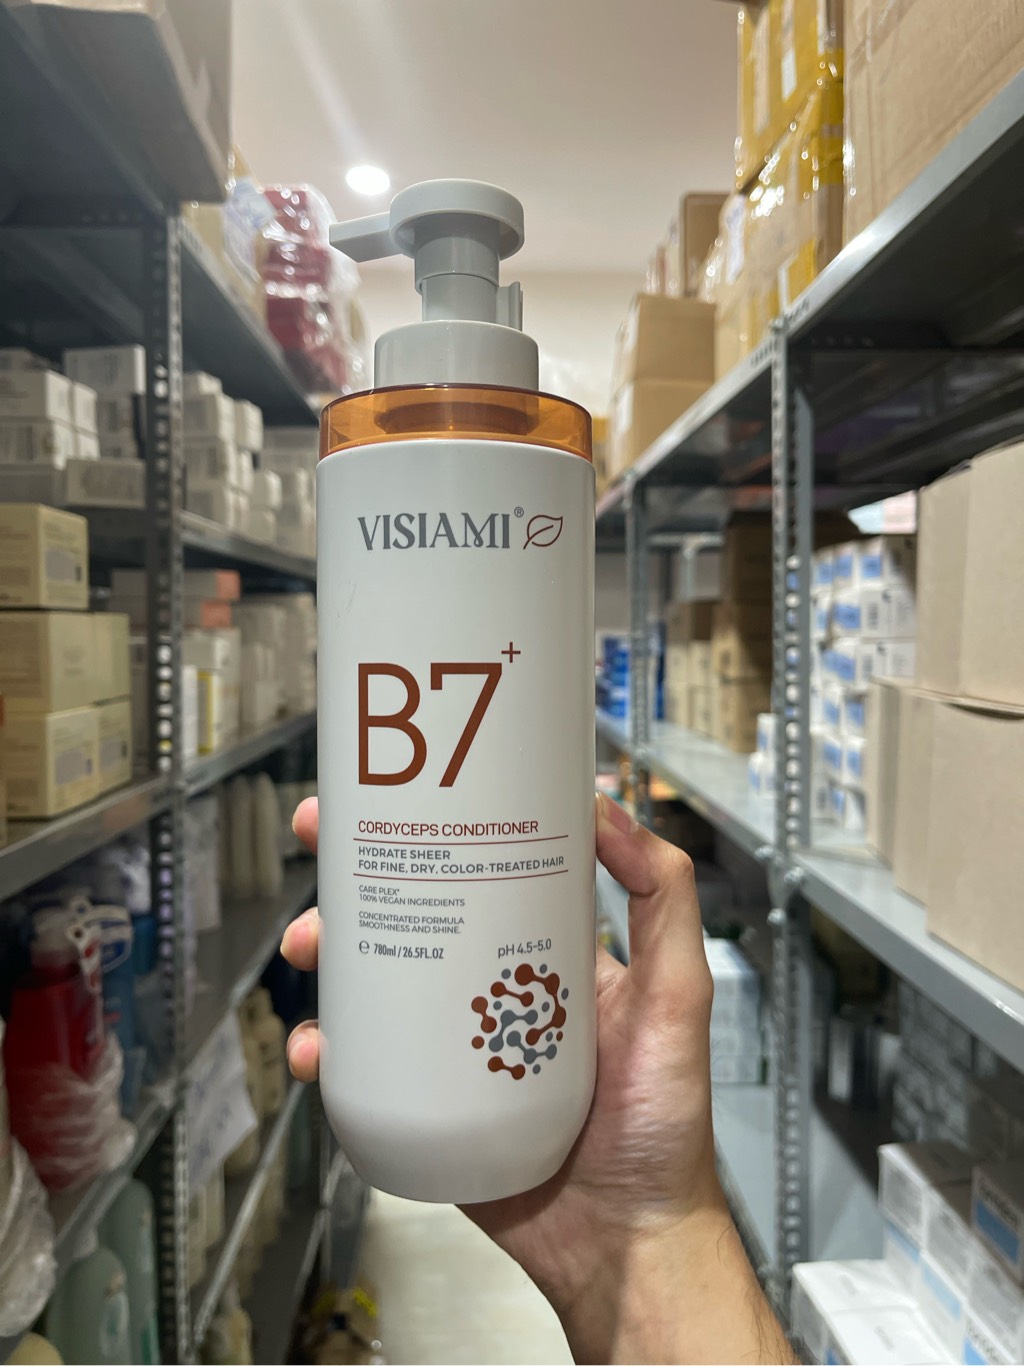 VISIAMI®
B7+
CORDYCEPS CONDITIONER
HYDRATE SHEER
FOR FINE, DRY, COLOR-TREATED HAIR
CARE PLEX*
100% VEGAN INGREDIENTS
CONCENTRATED FORMULA
SMOOTHNESS AND SHINE.
℮ 780ml / 26.5FL.OZ
pH 4.5-5.0